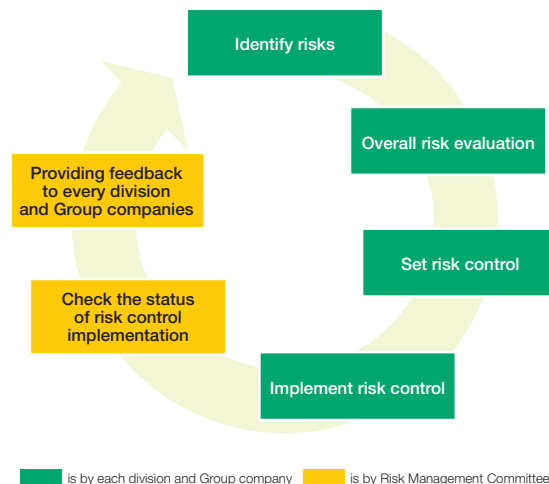 Identify risks
Overall risk evaluation
Set risk control
Implement risk control
Check the status
of risk control
implementation
Providing feedback
to every division
and Group companies
is by each division and Group company
is by Risk Management Committee